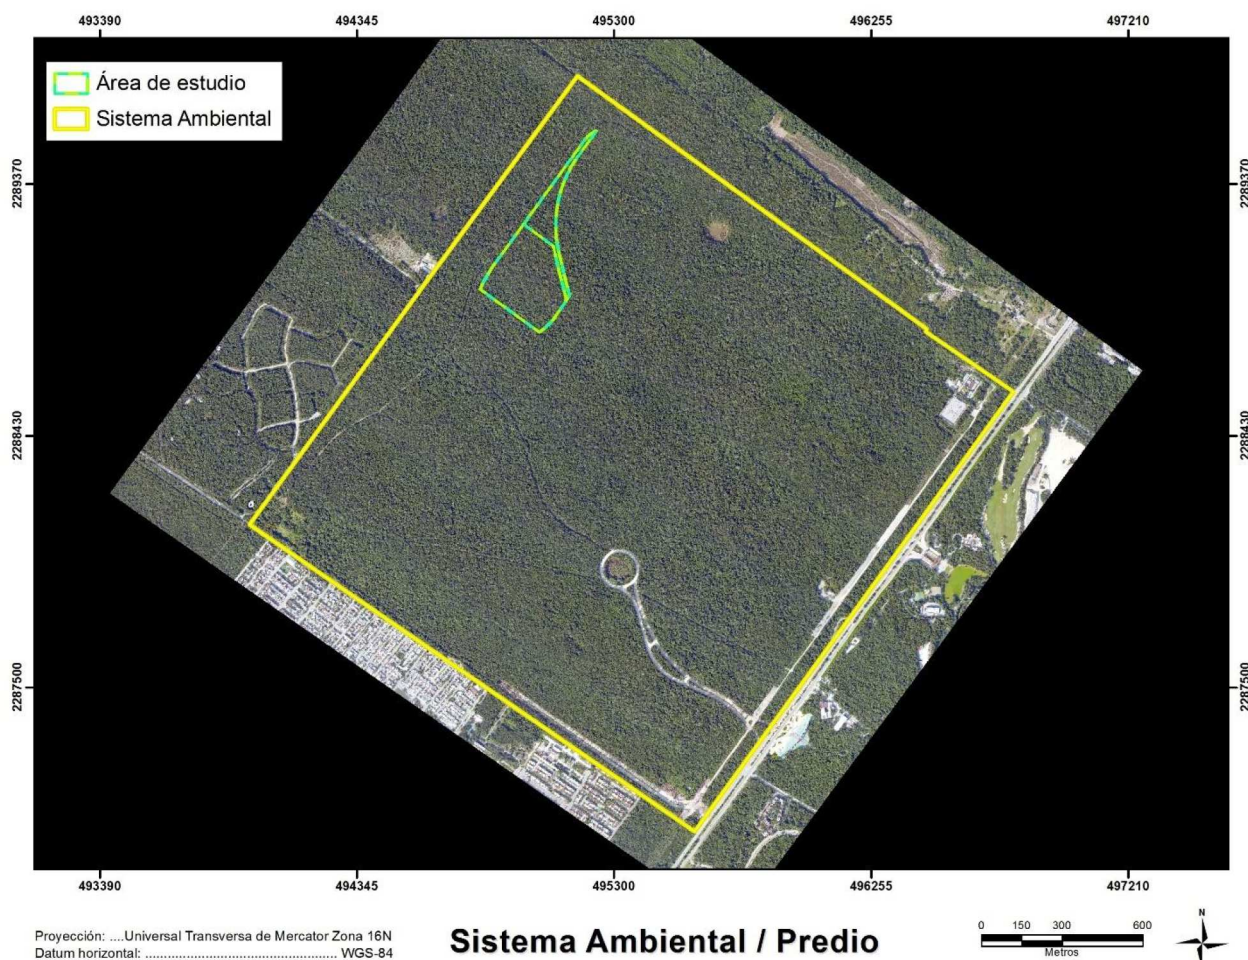 493390 494345 495300 496255 497210
Área de estudio
Sistema Ambiental
2289370 2289370
2288430 2288430
2287500 2287500
493390 494345 495300 496255 497210
Proyección: ....Universal Transversa de Mercator Zona 16N
Datum horizontal: .................................................. WGS-84
Sistema Ambiental / Predio
0 150 300 600
Metros
N